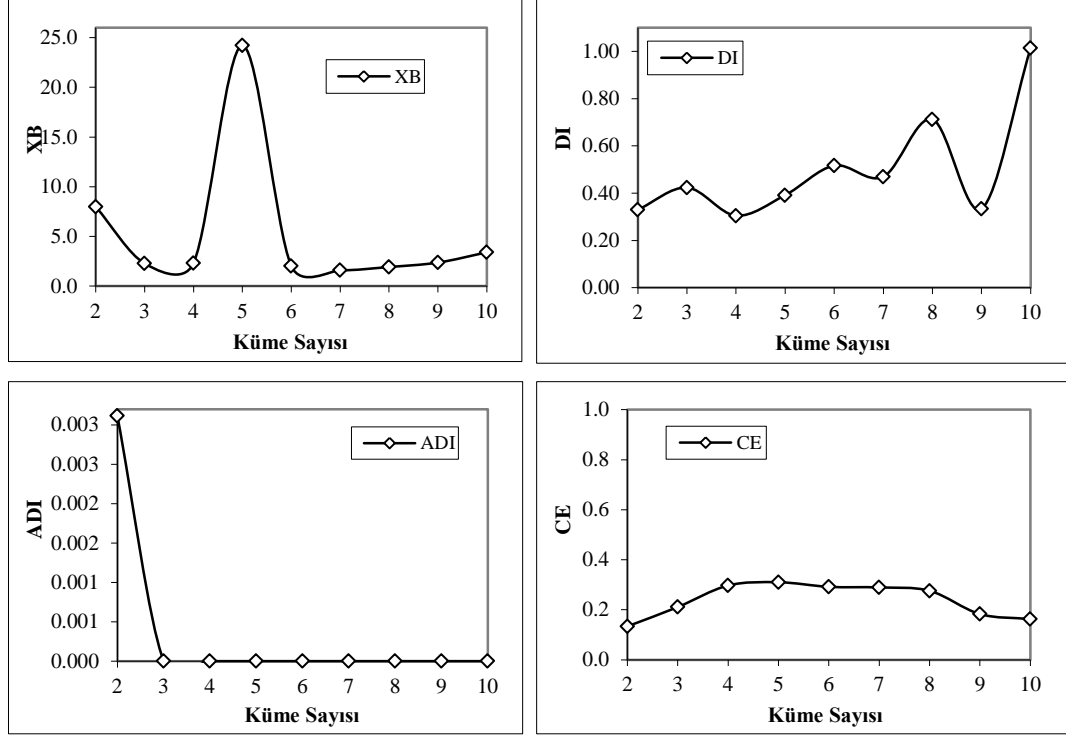 25.0
20.0
15.0
10.0
5.0
0.0
XB
XB
2 3 4 5 6 7 8 9 10
Küme Sayısı
1.00
0.80
0.60
0.40
0.20
0.00
DI
DI
2 3 4 5 6 7 8 9 10
Küme Sayısı
0.003
0.003
0.002
0.002
0.001
0.001
0.000
ADI
ADI
2 3 4 5 6 7 8 9 10
Küme Sayısı
1.0
0.8
0.6
0.4
0.2
0.0
CE
CE
2 3 4 5 6 7 8 9 10
Küme Sayısı